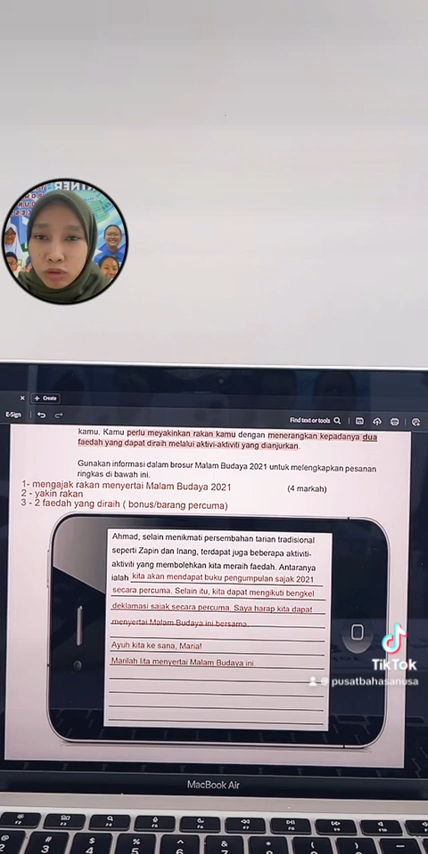 Create
E-Sign
Find text or tools
kamu. Kamu perlu meyakinkan rakan kamu dengan menerangkan kepadanya dua
faedah yang dapat diraih melalui aktivi-aktiviti yang dianjurkan.
Gunakan informasi dalam brosur Malam Budaya 2021 untuk melengkapkan pesanan
ringkas di bawah ini.
1- mengajak rakan menyertai Malam Budaya 2021
(4 markah)
2 - yakin rakan
3 - 2 faedah yang diraih ( bonus/barang percuma)
Ahmad, selain menikmati persembahan tarian tradisional
seperti Zapin dan Inang, terdapat juga beberapa aktiviti-
aktiviti yang membolehkan kita meraih faedah. Antaranya
ialah kita akan mendapat buku pengumpulan sajak 2021
secara percuma. Selain itu, kita dapat mengikuti bengkel
deklamasi sajak secara percuma. Saya harap kita dapat
menyertai Malam Budaya ini bersama.
Ayuh kita ke sana, Maria!
Marilah lita menyertai Malam Budaya ini.
TikTok
@ pusatbahasanusa
MacBook Air